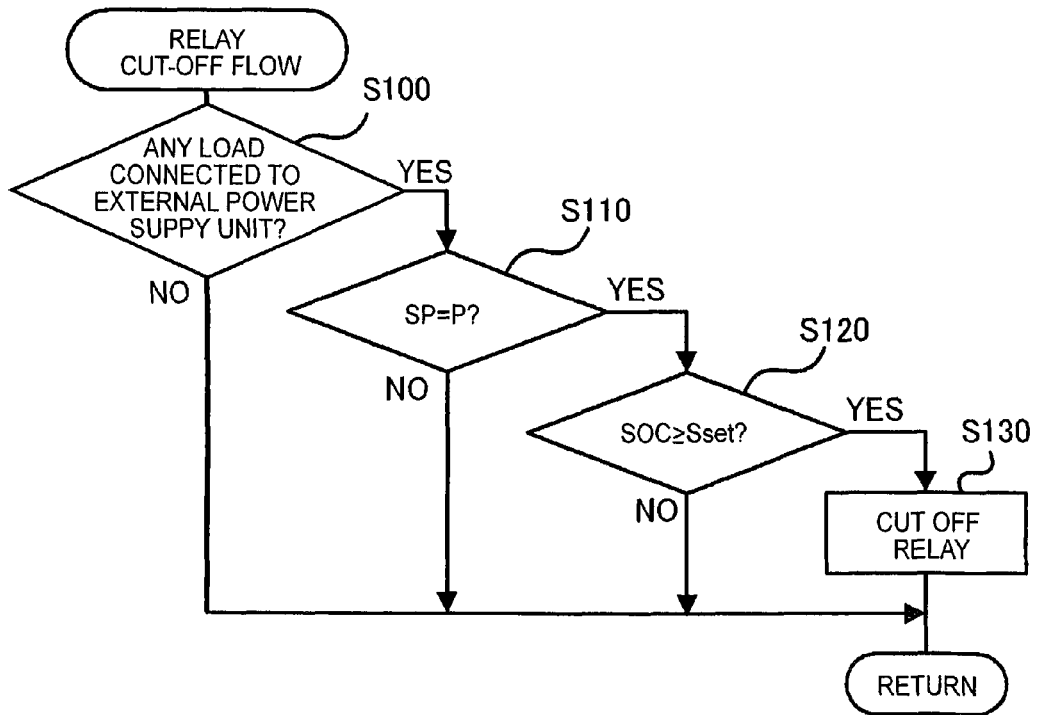 RELAY
CUT-OFF FLOW
S100
ANY LOAD
CONNECTED TO
EXTERNAL POWER
SUPPY UNIT?
YES
NO
S110
SP=P?
YES
NO
S120
SOC≥Sset?
YES
NO
S130
CUT OFF
RELAY
RETURN